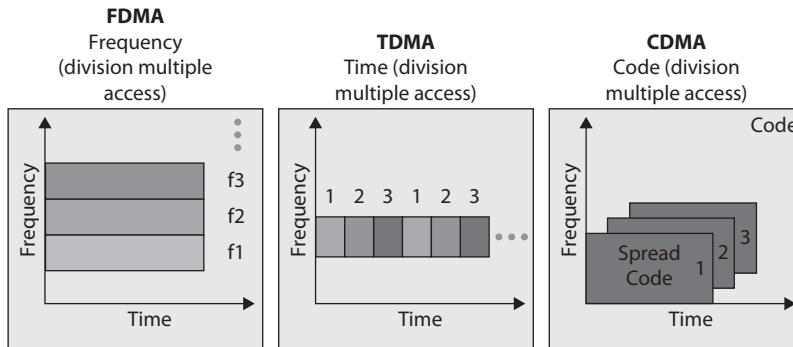 FDMA
Frequency
(division multiple
access)
Frequency
f3
f2
f1
Time
TDMA
Time (division
multiple access)
Frequency
1 2 3 1 2 3
Time
CDMA
Code (division
multiple access)
Code
Frequency
Spread
Code
1
2
3
Time